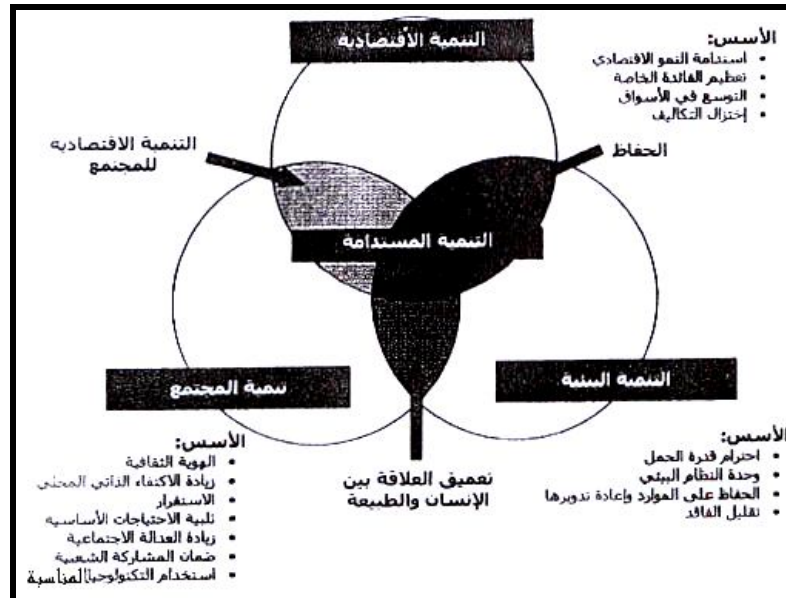 التنمية الاقتصادية
الأسس:
• استدامة النمو الاقتصادي
• تعظيم الفائدة الخاصة
• التوسع في الأسواق
• إختزال التكاليف
التنمية الاقتصادية
للمجتمع
الحفاظ
التنمية المستدامة
تنمية المجتمع
التنمية البيئية
الأسس:
• الهوية الثقافية
• زيادة الاكتفاء الذاتي المحلي
• الاستقرار
• تلبية الاحتياجات الأساسية
• زيادة العدالة الاجتماعية
• ضمان المشاركة الشعبية
• استخدام التكنولوجيا المناسبة
تعميق العلاقة بين
الإنسان والطبيعة
الأسس:
• احترام قدرة الحمل
• وحدة النظام البيئي
• الحفاظ على الموارد وإعادة تدويرها
• تقليل الفاقد